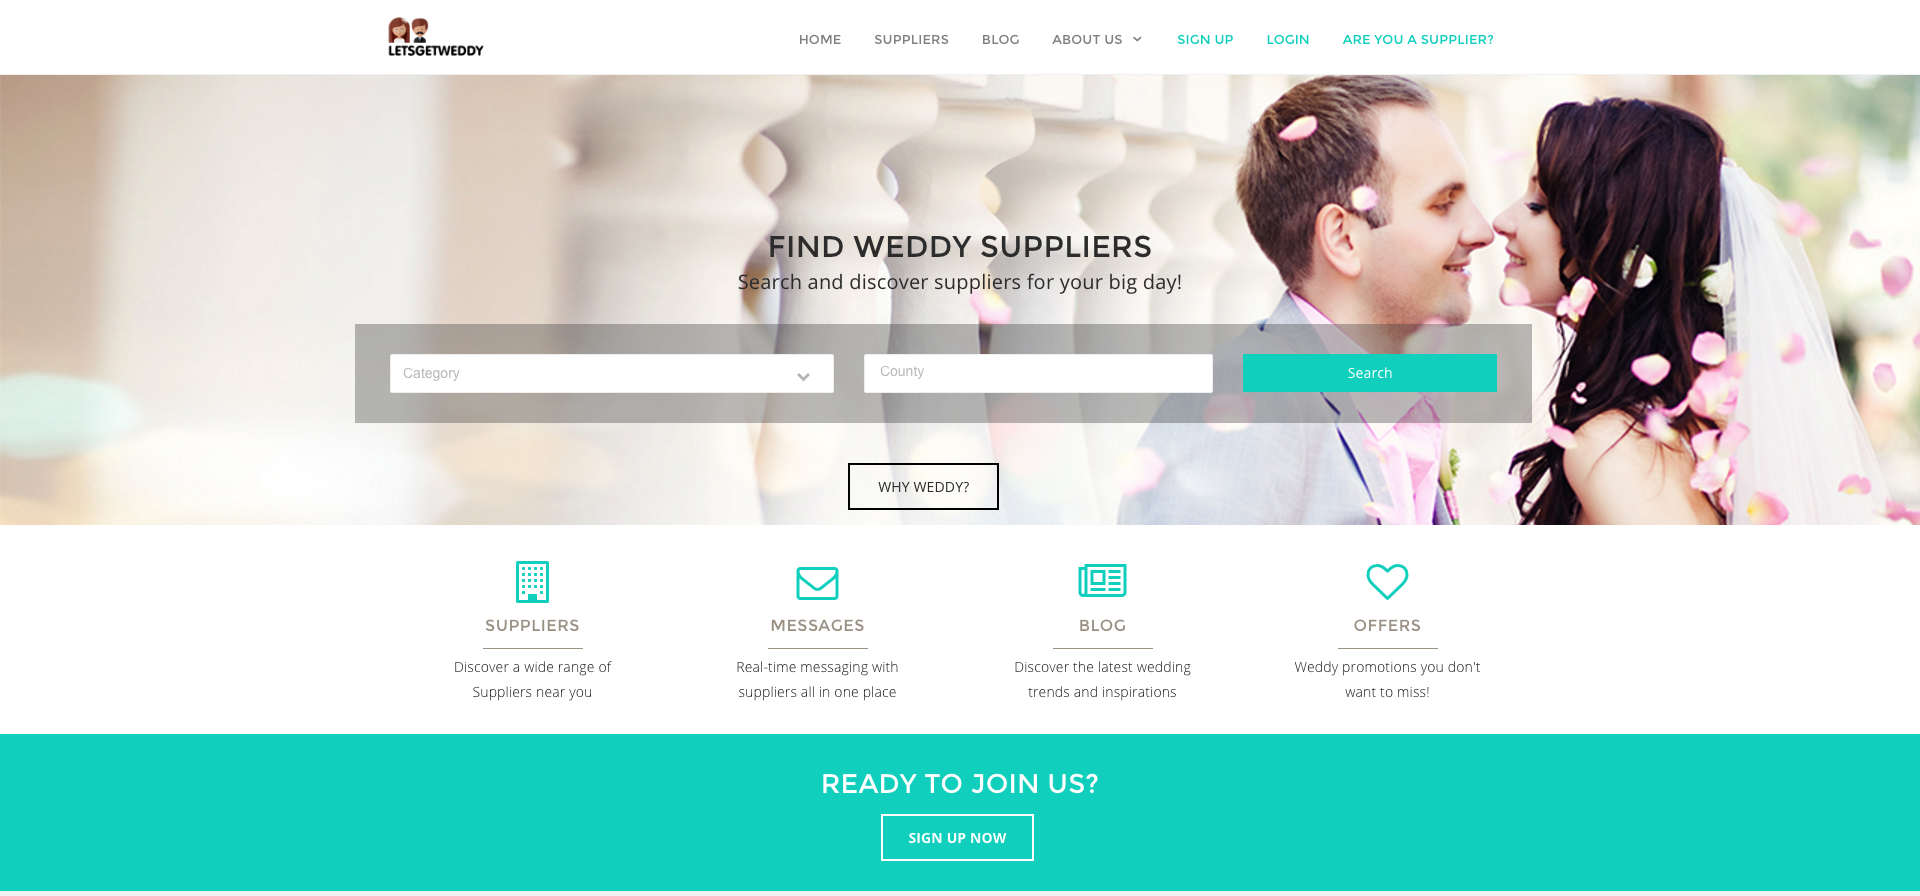 LETSGETWEDDY
HOME SUPPLIERS BLOG ABOUT US SIGN UP LOGIN ARE YOU A SUPPLIER?
FIND WEDDY SUPPLIERS
Search and discover suppliers for your big day!
Category County Search
WHY WEDDY?
SUPPLIERS
Discover a wide range of
Suppliers near you
MESSAGES
Real-time messaging with
suppliers all in one place
BLOG
Discover the latest wedding
trends and inspirations
OFFERS
Weddy promotions you don't
want to miss!
READY TO JOIN US?
SIGN UP NOW